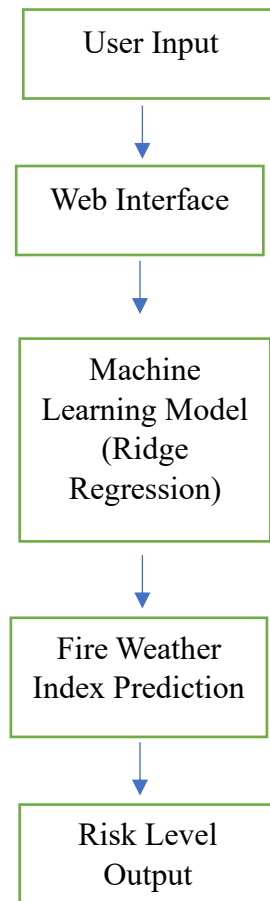 User Input
Web Interface
Machine
Learning Model
(Ridge
Regression)
Fire Weather
Index Prediction
Risk Level
Output